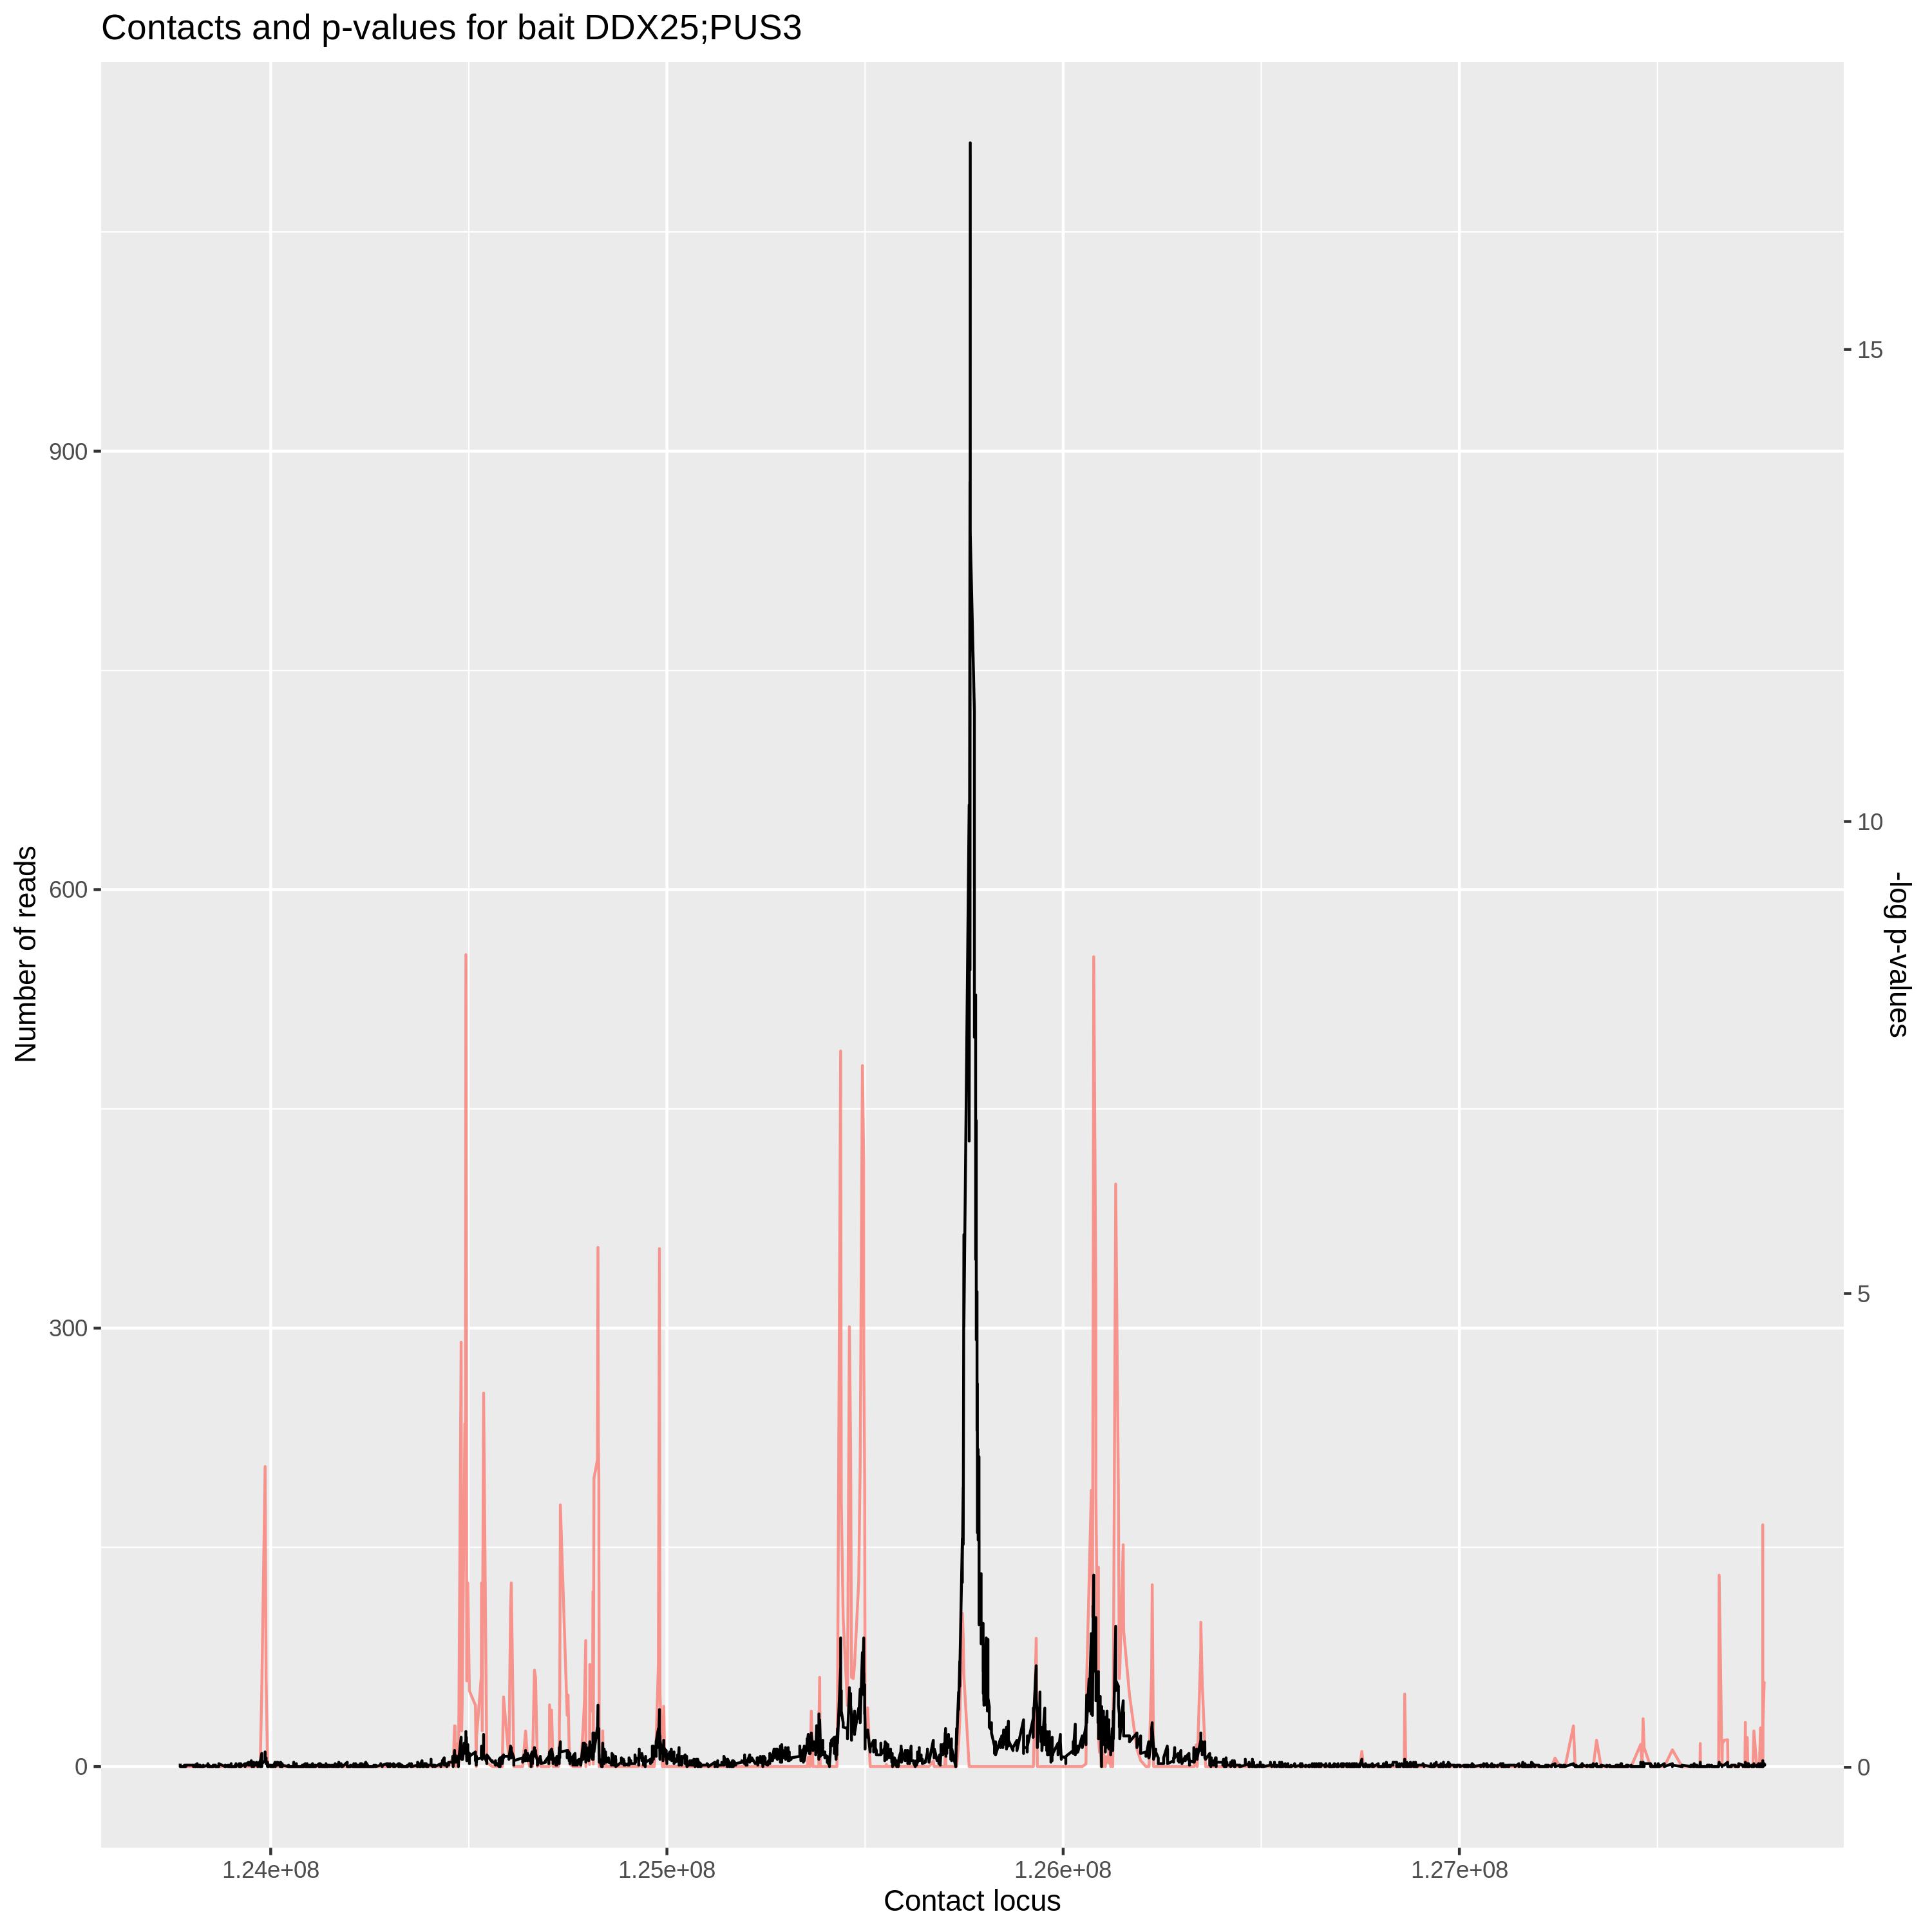 Contacts and p-values for bait DDX25;PUS3
Number of reads
900
600
300
0
15
10
5
0
-log p-values
1.24e+08
1.25e+08
1.26e+08
1.27e+08
Contact locus